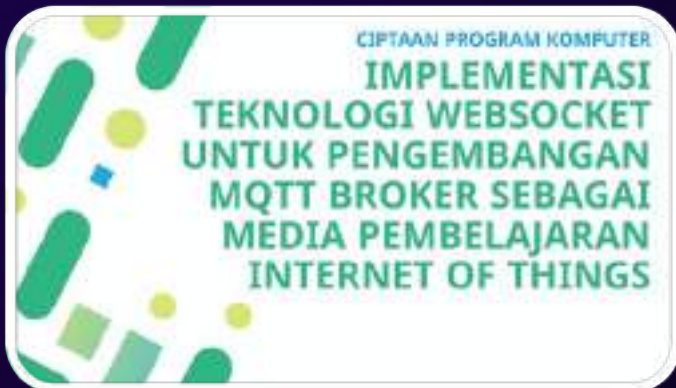 CIPTAAN PROGRAM KOMPUTER
IMPLEMENTASI
TEKNOLOGI WEBSOCKET
UNTUK PENGEMBANGAN
MQTT BROKER SEBAGAI
MEDIA PEMBELAJARAN
INTERNET OF THINGS